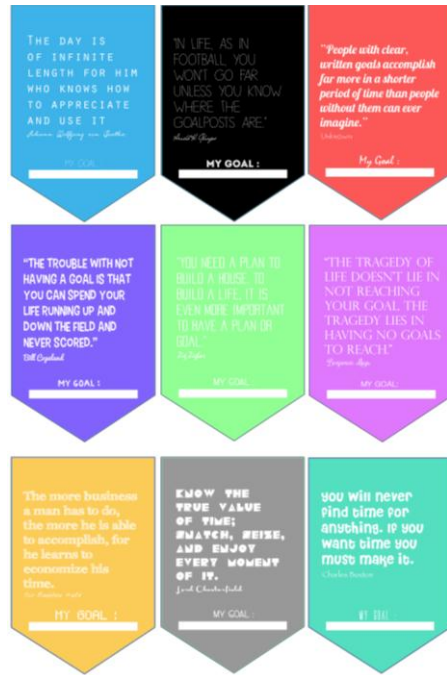 THE DAY IS
OF INFINITE
LENGTH FOR HIM
WHO KNOWS HOW
TO APPRECIATE
AND USE IT
MY GOAL
"IN LIFE, AS IN
FOOTBALL, YOU
WON'T GO FAR
UNLESS YOU KNOW
WHERE THE
GOALPOSTS ARE."
Arnold H. Glasgow
MY GOAL :
"People with clear,
written goals accomplish
far more in a shorter
period of time than people
without them can ever
imagine."
Unknown
My Goal :
"THE TROUBLE WITH NOT
HAVING A GOAL IS THAT
YOU CAN SPEND YOUR
LIFE RUNNING UP AND
DOWN THE FIELD AND
NEVER SCORED."
Bill Copeland
MY GOAL :
"YOU NEED A PLAN TO
BUILD A HOUSE. TO
BUILD A LIFE, IT IS
EVEN MORE IMPORTANT
TO HAVE A PLAN OR
GOAL."
MY GOAL:
"THE TRAGEDY OF
LIFE DOESN'T LIE IN
NOT REACHING
YOUR GOAL. THE
TRAGEDY LIES IN
HAVING NO GOALS
TO REACH."
Benjamin Mays
MY GOAL:
The more business
a man has to do,
the more he is able
to accomplish, for
he learns to
economize his
time.
MY GOAL :
KNOW THE
TRUE VALUE
OF TIME;
SNATCH, SEIZE,
AND ENJOY
EVERY MOMENT
OF IT.
Lord Chesterfield
MY GOAL :
you will never
find time for
anything. If you
want time you
must make it.
Charles Buxton
MY GOAL